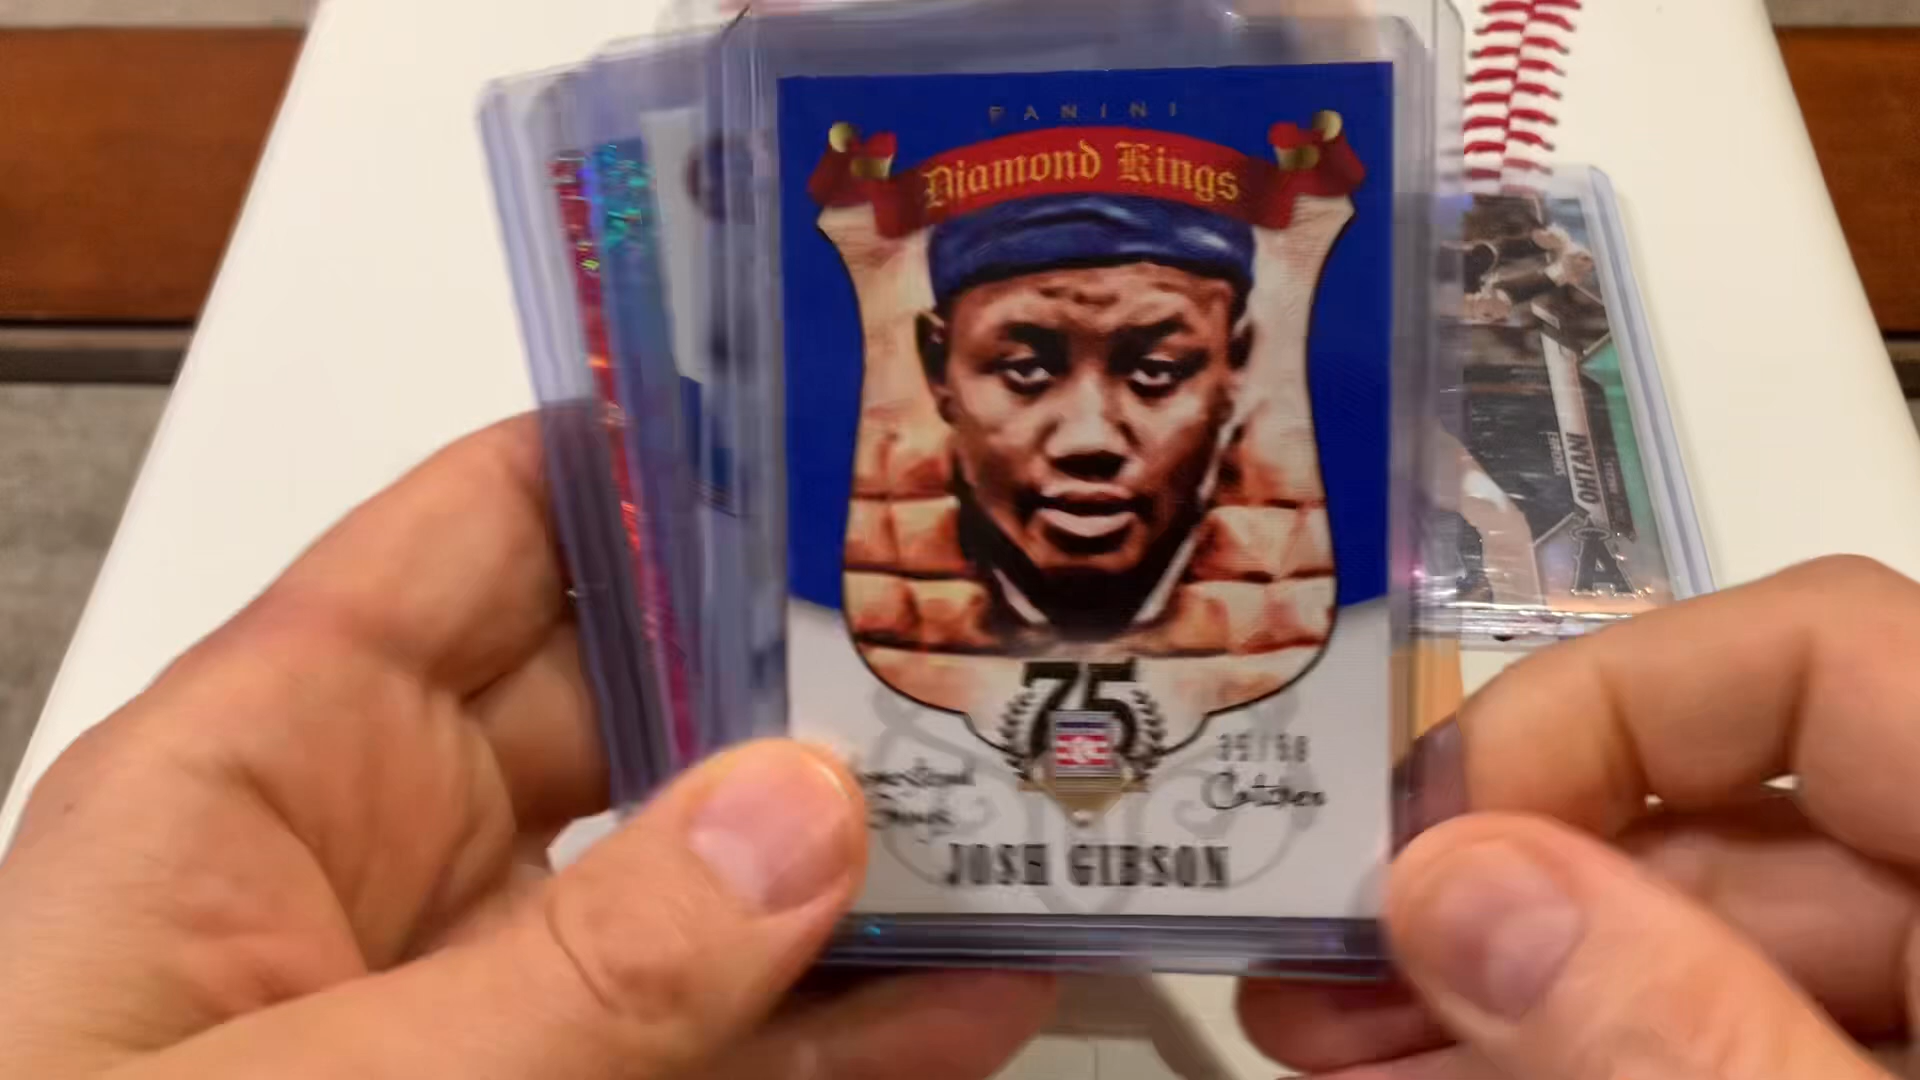 PANINI
Diamond Kings
75
Catcher
JOSH GIBSON
OHTANI
A